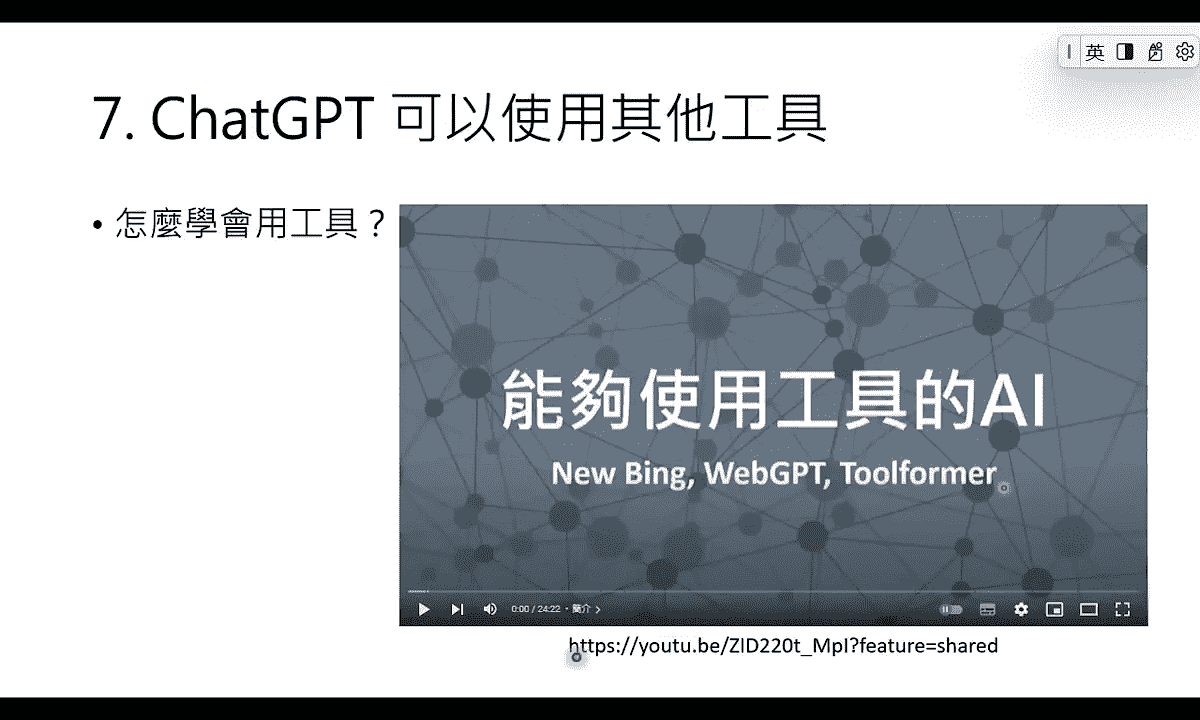 英
7. ChatGPT 可以使用其他工具
• 怎麼學會用工具？
能夠使用工具的AI
New Bing, WebGPT, Toolformer
0:00 / 24:22 • 簡介 >
https://youtu.be/ZID220t_MpI?feature=shared